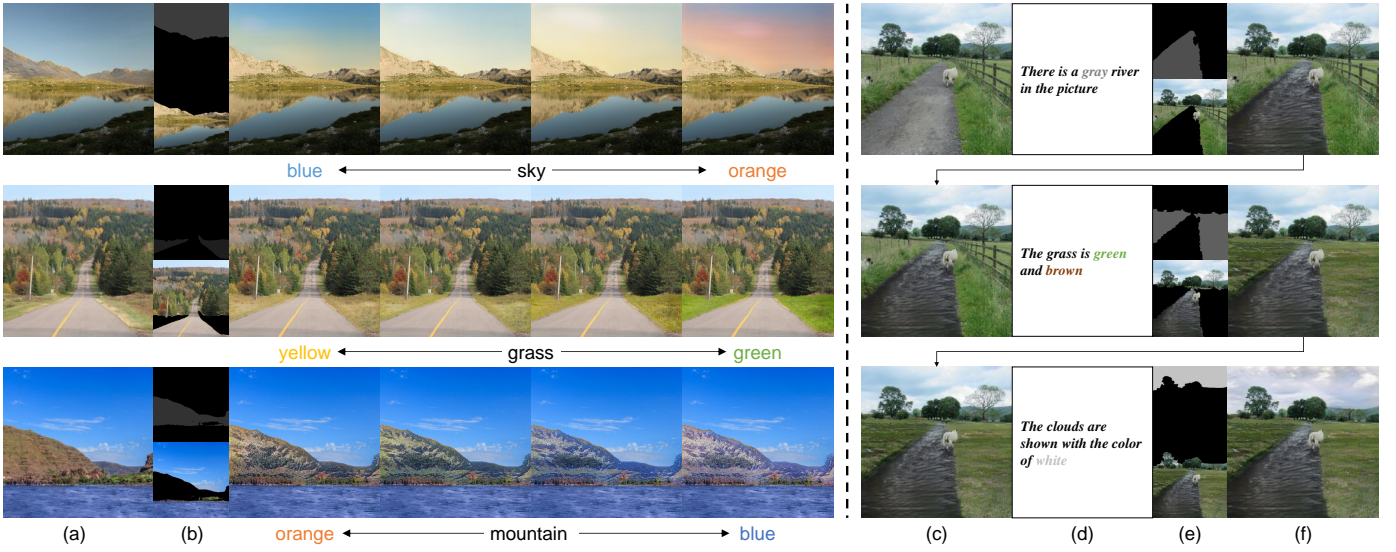 blue sky orange
yellow grass green
orange mountain blue
(a) (b)
There is a gray river
in the picture
The grass is green
and brown
The clouds are
shown with the color
of white
(c) (d) (e) (f)